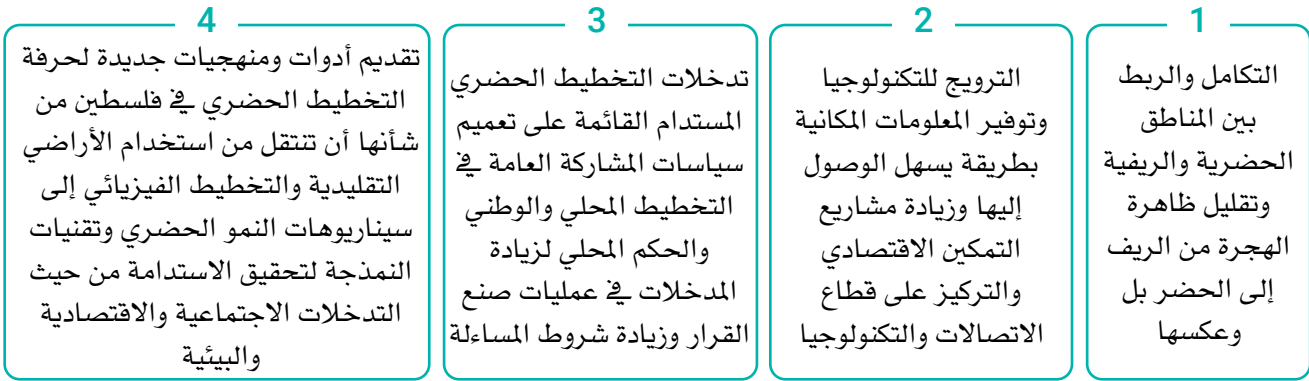 1
التكامل والربط
بين المناطق
الحضرية والريفية
وتقليل ظاهرة
الهجرة من الريف
إلى الحضر بل
وعكسها
2
الترويج للتكنولوجيا
وتوفير المعلومات المكانية
بطريقة يسهل الوصول
إليها وزيادة مشاريع
التمكين الاقتصادي
والتركيز على قطاع
الاتصالات والتكنولوجيا
3
تدخلات التخطيط الحضري
المستدام القائمة على تعميم
سياسات المشاركة العامة في
التخطيط المحلي والوطني
والحكم المحلي لزيادة
المدخلات في عمليات صنع
القرار وزيادة شروط المساءلة
4
تقديم أدوات ومنهجيات جديدة لحرفة
التخطيط الحضري في فلسطين من
شأنها أن تنتقل من استخدام الأراضي
التقليدية والتخطيط الفيزيائي إلى
سيناريوهات النمو الحضري وتقنيات
النمذجة لتحقيق الاستدامة من حيث
التدخلات الاجتماعية والاقتصادية
والبيئية